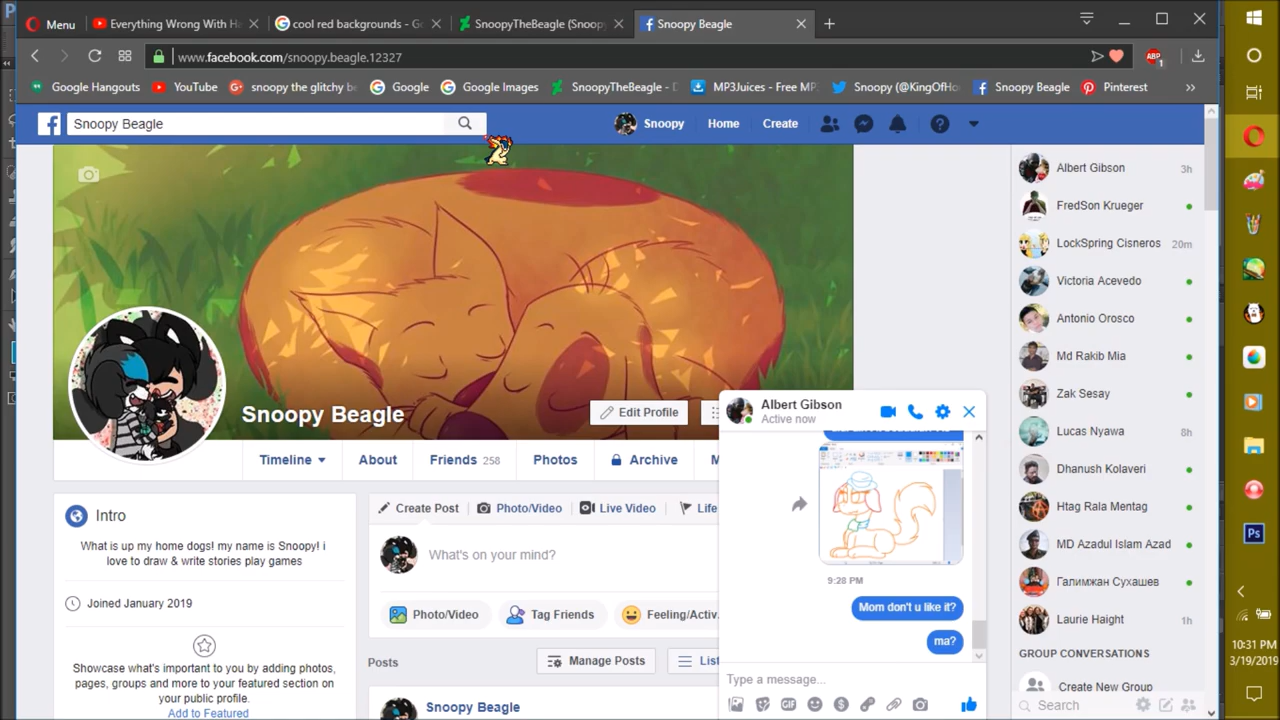 Menu
Everything Wrong With Ha
cool red backgrounds - Go
SnoopyTheBeagle (Snoopy
Snoopy Beagle
www.facebook.com/snoopy.beagle.12327
ABP
1
Google Hangouts
YouTube
snoopy the glitchy be
Google
Google Images
SnoopyTheBeagle - D
MP3Juices - Free MP
Snoopy (@KingOfHo
Snoopy Beagle
Pinterest
Snoopy Beagle
Snoopy
Home
Create
Snoopy Beagle
Edit Profile
Timeline
About
Friends 258
Photos
Archive
M
Intro
What is up my home dogs! my name is Snoopy! i
love to draw & write stories play games
Joined January 2019
Showcase what's important to you by adding photos,
pages, groups and more to your featured section on
your public profile.
Add to Featured
Create Post
Photo/Video
Live Video
Life
What's on your mind?
Photo/Video
Tag Friends
Feeling/Activ..
Posts
Manage Posts
List
Snoopy Beagle
Albert Gibson
Active now
9:28 PM
Mom don't u like it?
ma?
Type a message...
GIF
Albert Gibson 3h
FredSon Krueger
LockSpring Cisneros 20m
Victoria Acevedo
Antonio Orosco
Md Rakib Mia
Zak Sesay
Lucas Nyawa 8h
Dhanush Kolaveri
Htag Rala Mentag
MD Azadul Islam Azad
Галимжан Сухашев
Laurie Haight 1h
GROUP CONVERSATIONS
Create New Group
Search
Ps
10:31 PM
3/19/2019